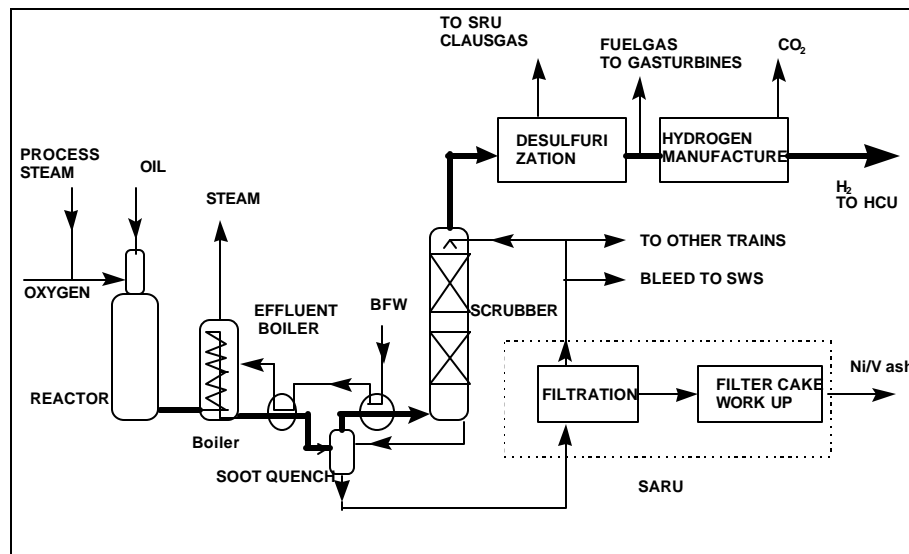 TO SRU
CLAUSGAS
FUELGAS
TO GASTURBINES
CO2
PROCESS
STEAM
OIL
STEAM
DESULFURI
ZATION
HYDROGEN
MANUFACTURE
H2
TO HCU
OXYGEN
EFFLUENT
BOILER
BFW
SCRUBBER
TO OTHER TRAINS
BLEED TO SWS
REACTOR
Boiler
SOOT QUENCH
FILTRATION
FILTER CAKE
WORK UP
Ni/V ash
SARU